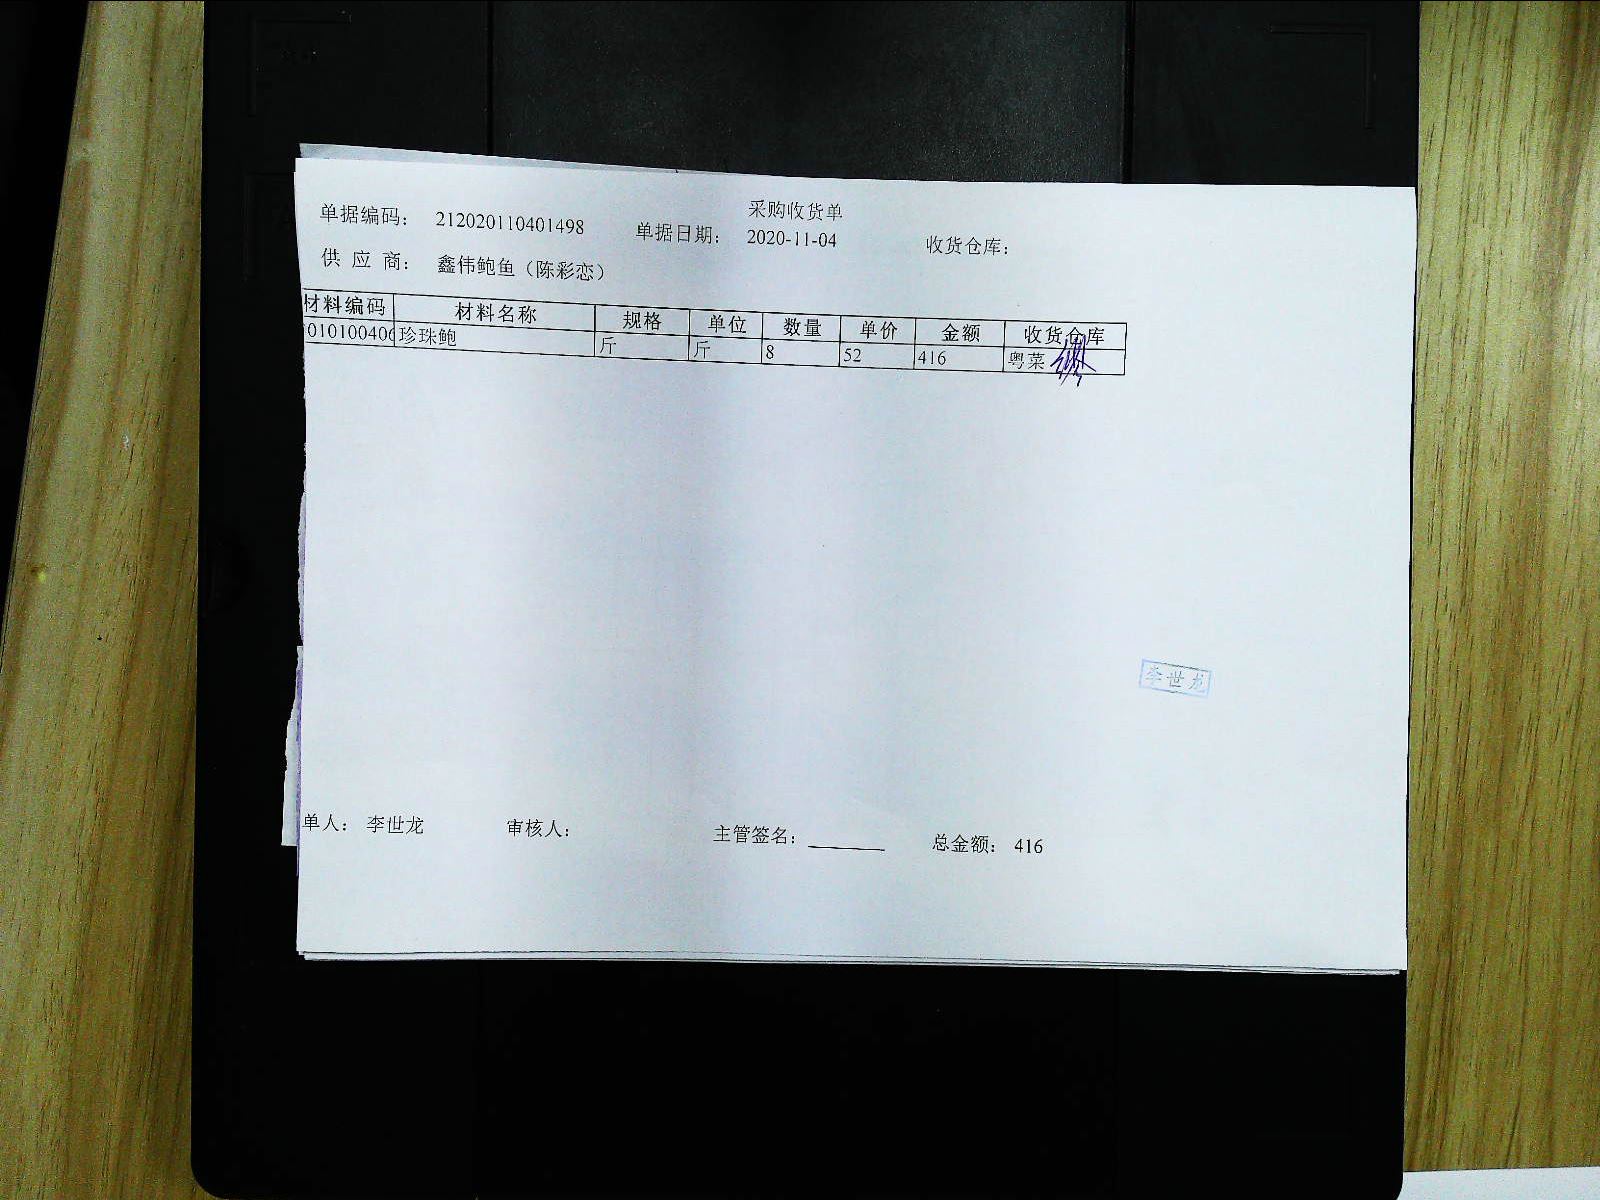 采购收货单
单据编码： 212020110401498 单据日期： 2020-11-04 收货仓库：
供 应 商： 鑫伟鲍鱼（陈彩恋）
材料编码 材料名称 规格 单位 数量 单价 金额 收货仓库
010100406 珍珠鲍 斤 斤 8 52 416 粤菜
李世龙
单人： 李世龙 审核人： 主管签名： 总金额： 416